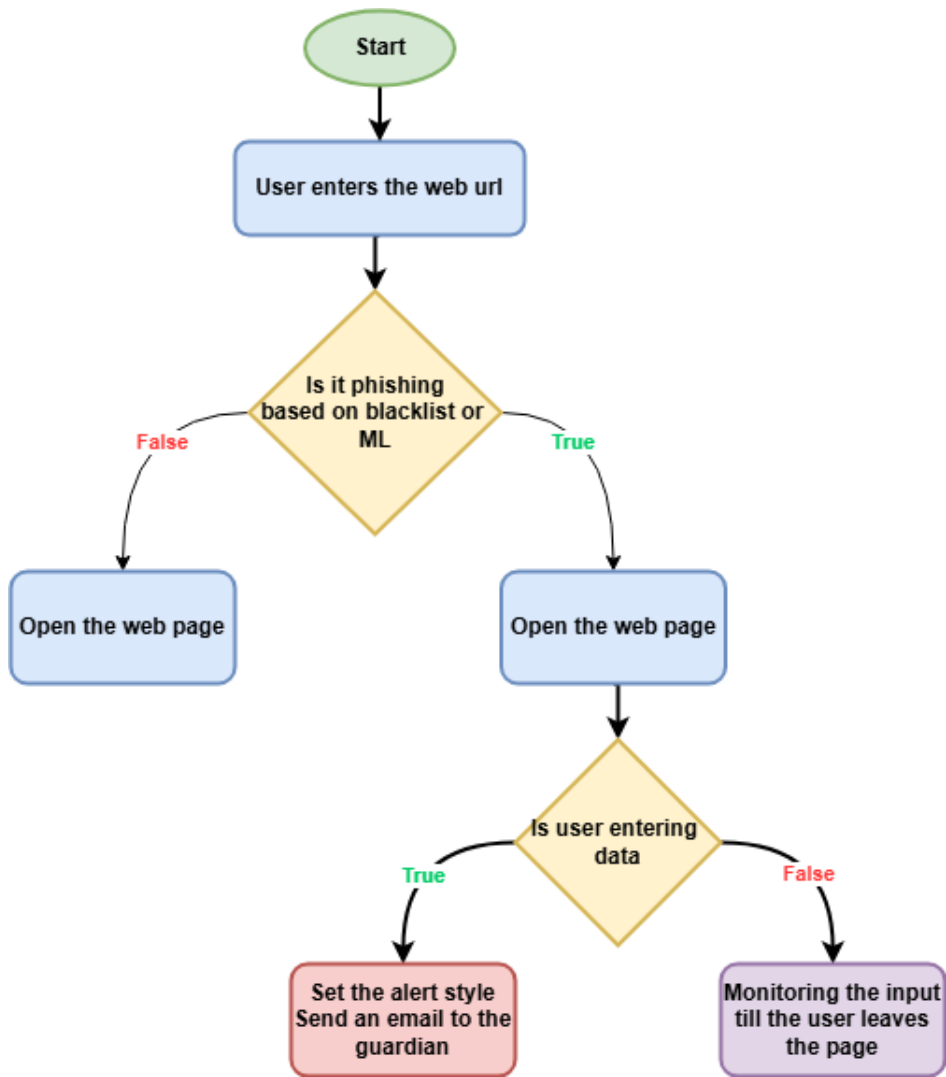 Start
User enters the web url
Is it phishing
based on blacklist or
ML
False
True
Open the web page
Open the web page
Is user entering
data
True
False
Set the alert style
Send an email to the
guardian
Monitoring the input
till the user leaves
the page